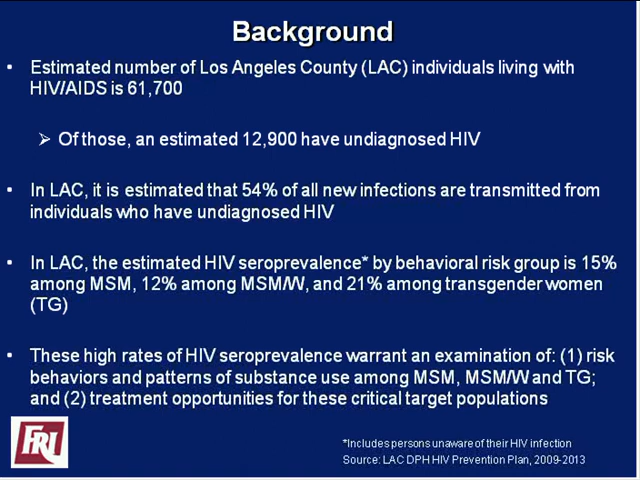 Background
• Estimated number of Los Angeles County (LAC) individuals living with
HIV/AIDS is 61,700
➢ Of those, an estimated 12,900 have undiagnosed HIV
• In LAC, it is estimated that 54% of all new infections are transmitted from
individuals who have undiagnosed HIV
• In LAC, the estimated HIV seroprevalence* by behavioral risk group is 15%
among MSM, 12% among MSM/W, and 21% among transgender women
(TG)
• These high rates of HIV seroprevalence warrant an examination of: (1) risk
behaviors and patterns of substance use among MSM, MSM/W and TG;
and (2) treatment opportunities for these critical target populations
FRI
*Includes persons unaware of their HIV infection
Source: LAC DPH HIV Prevention Plan, 2009-2013